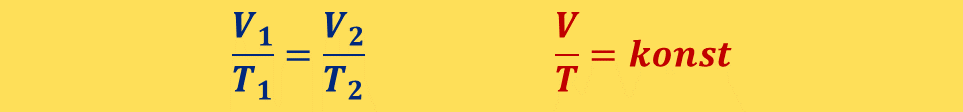 V₁/T₁ = V₂/T₂
V/T = konst